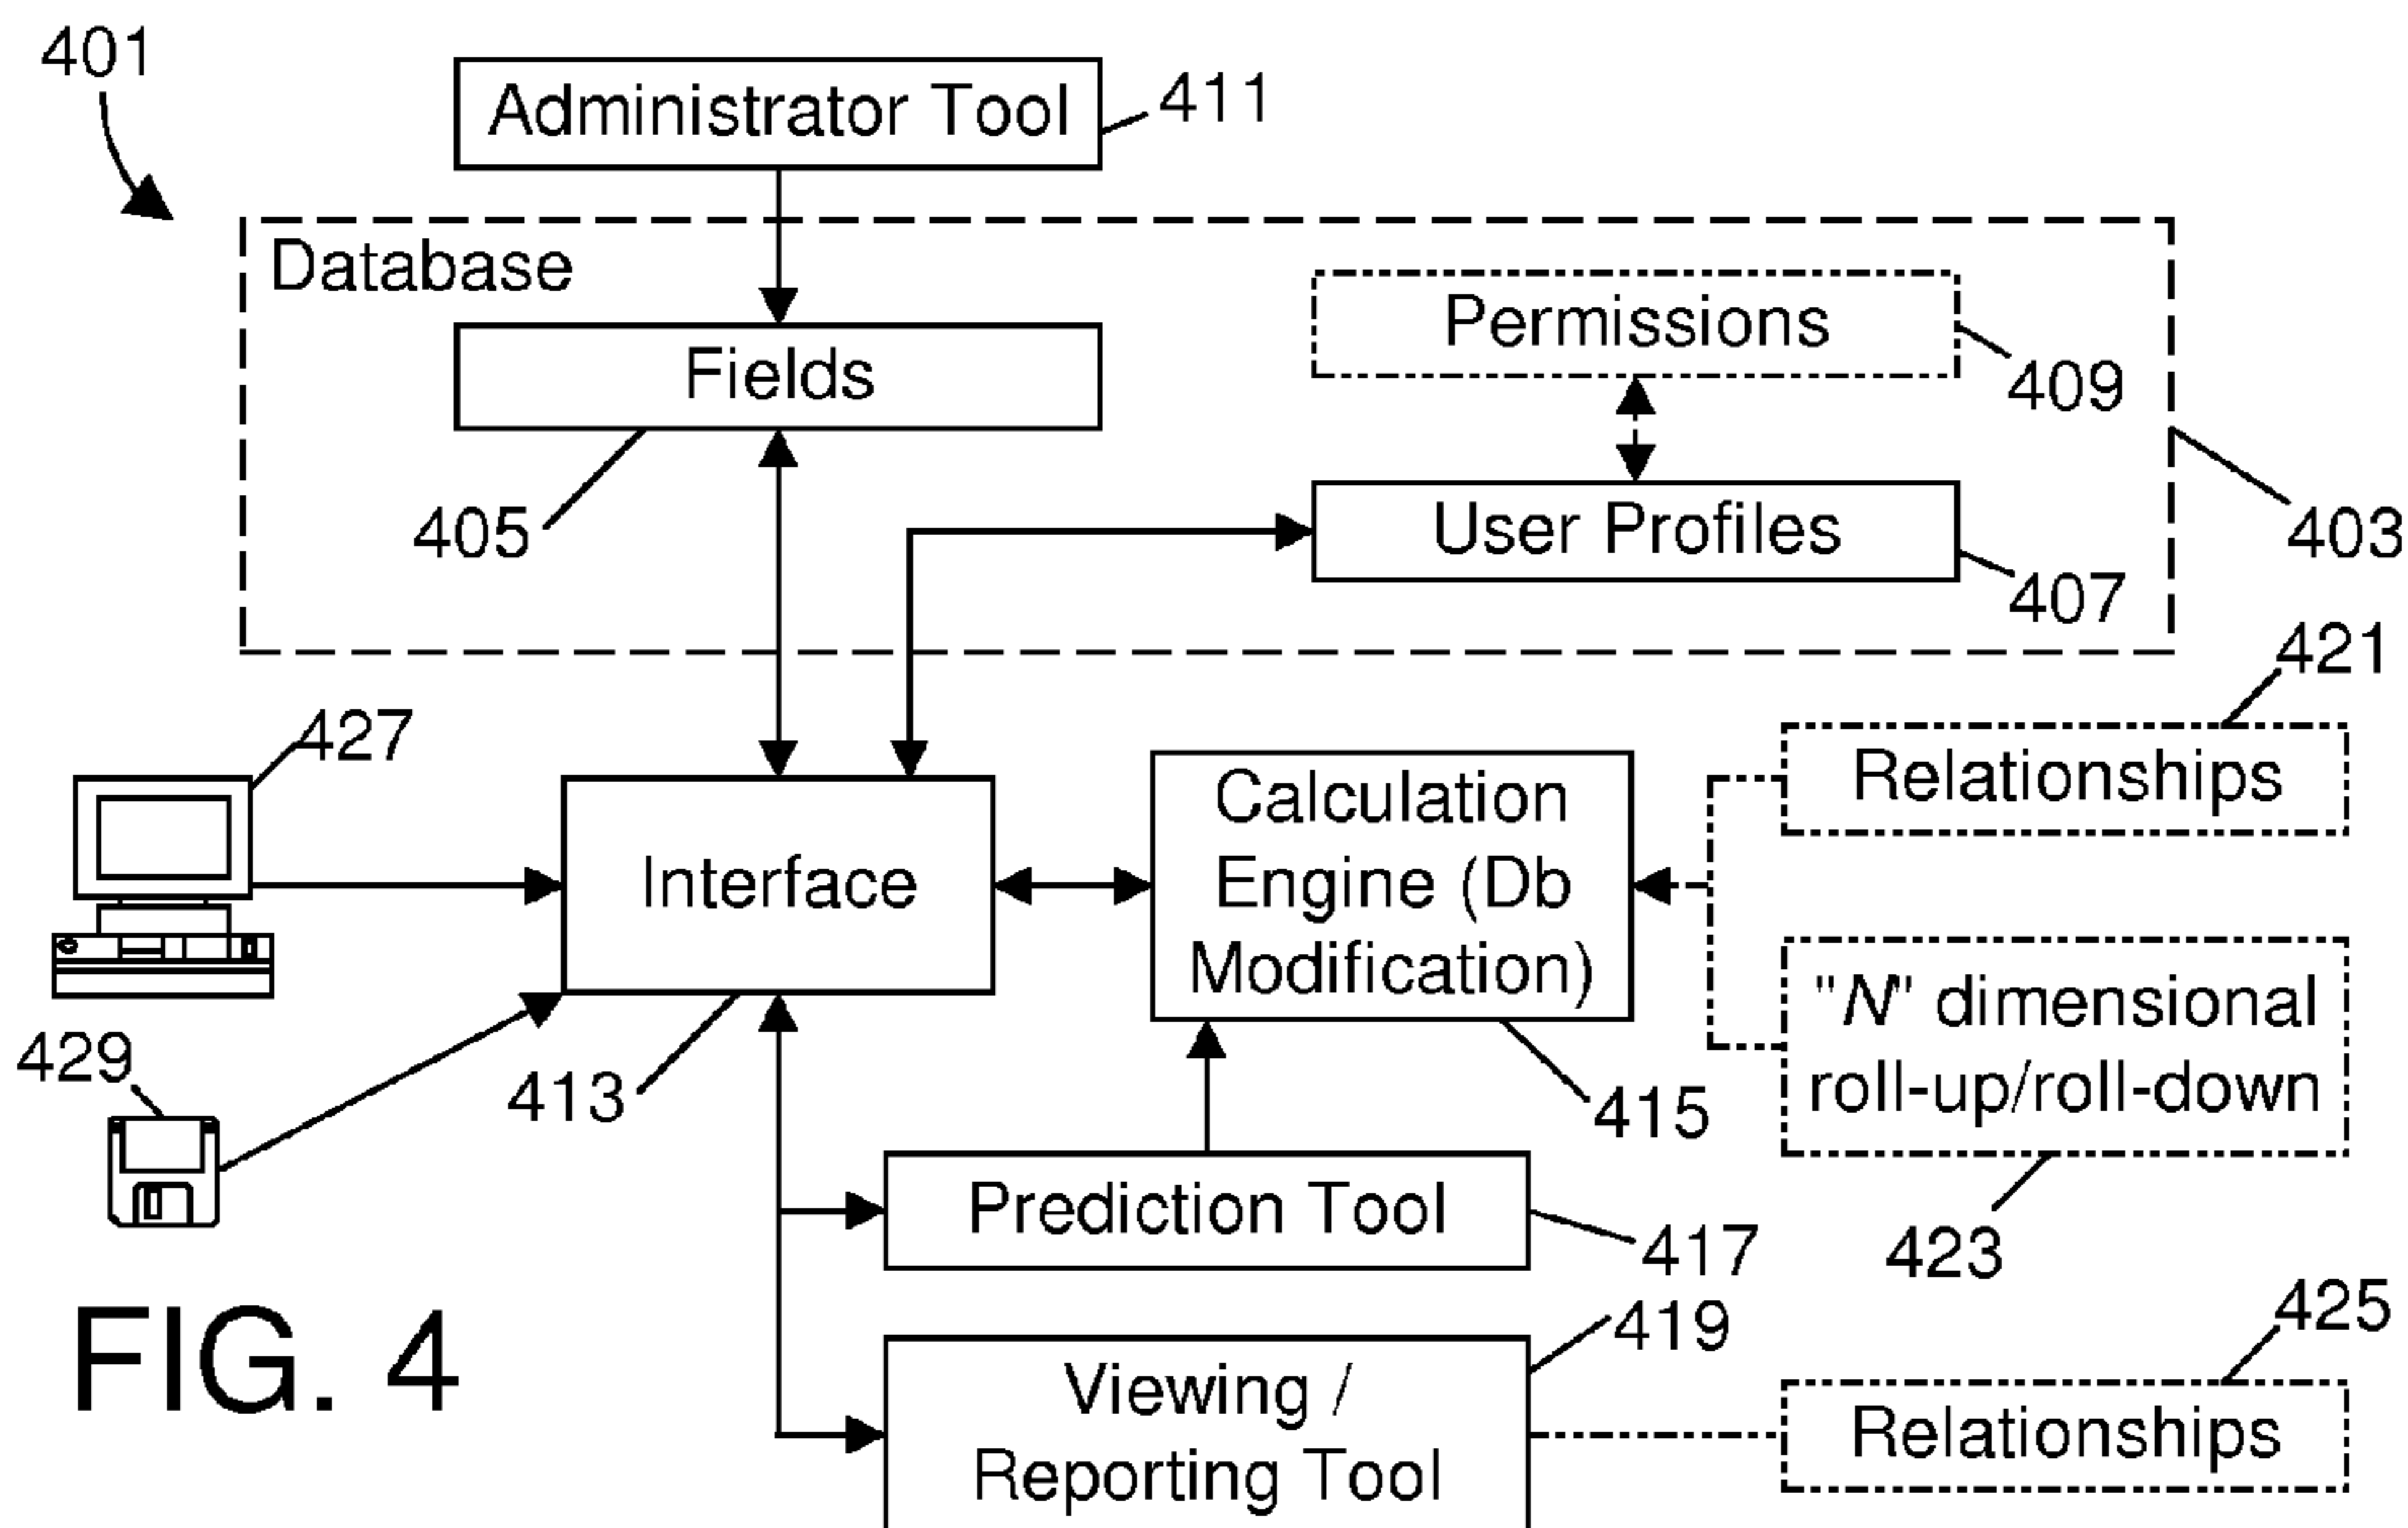 401
Administrator Tool
411
Database
Fields
405
Permissions
409
User Profiles
407
403
421
Relationships
427
Interface
413
Calculation
Engine (Db
Modification)
415
"N" dimensional
roll-up/roll-down
423
429
Prediction Tool
417
419
Viewing /
Reporting Tool
425
Relationships
FIG. 4